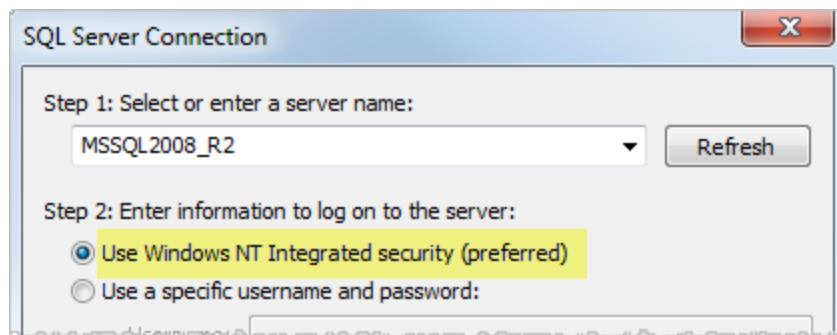 SQL Server Connection
Step 1: Select or enter a server name:
MSSQL2008_R2
Refresh
Step 2: Enter information to log on to the server:
Use Windows NT Integrated security (preferred)
Use a specific username and password: